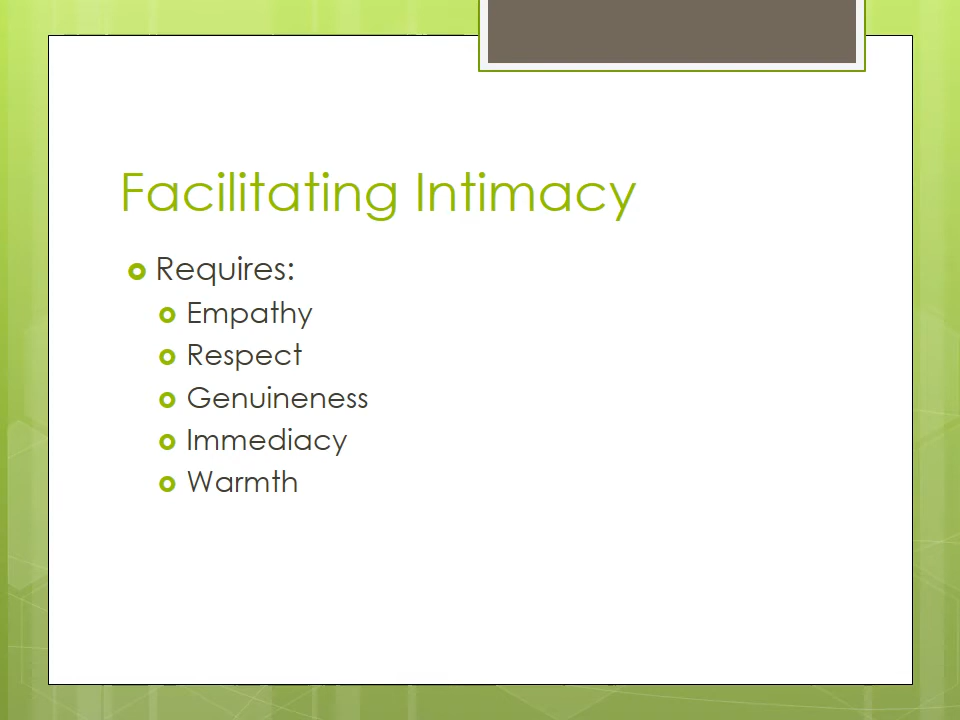 Facilitating Intimacy
Requires:
Empathy
Respect
Genuineness
Immediacy
Warmth